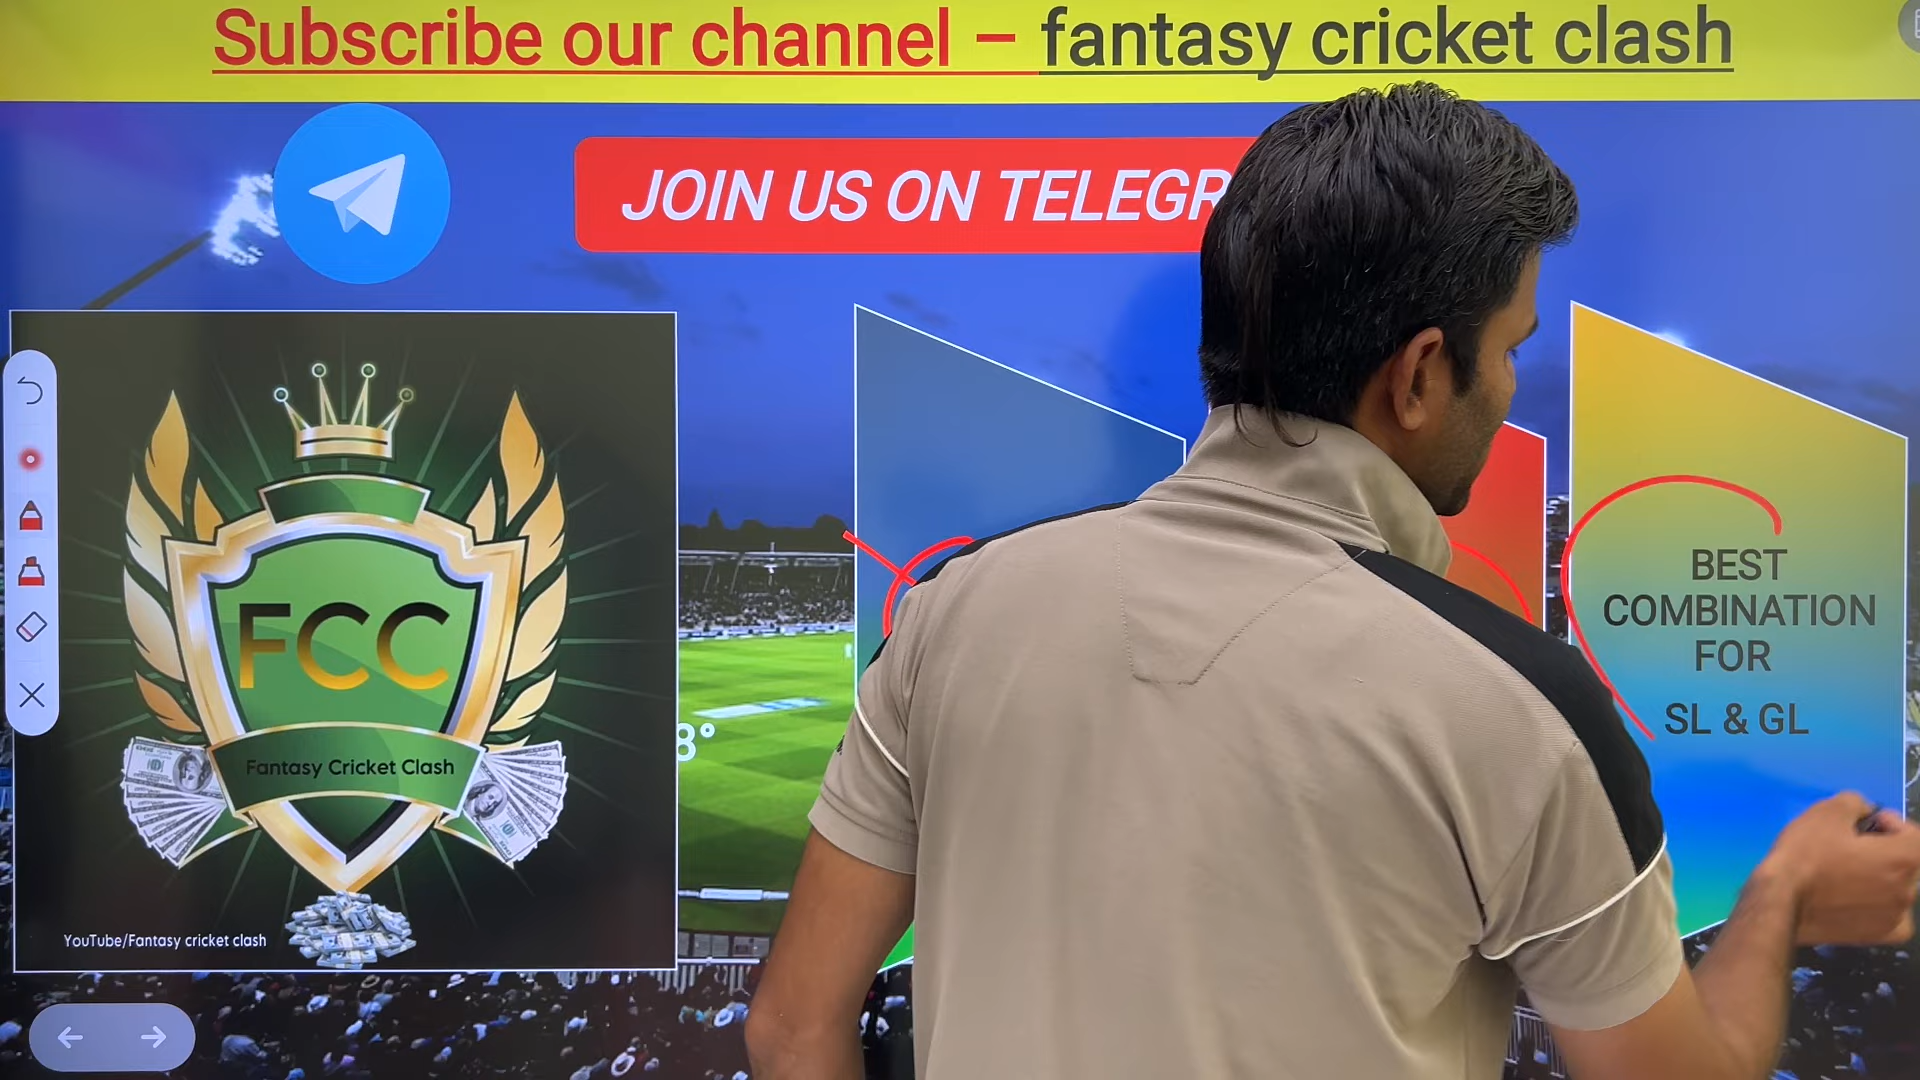 Subscribe our channel – fantasy cricket clash
JOIN US ON
FCC
Fantasy Cricket Clash
YouTube/Fantasy cricket clash
8°
BEST
COMBINATION
FOR
SL & GL